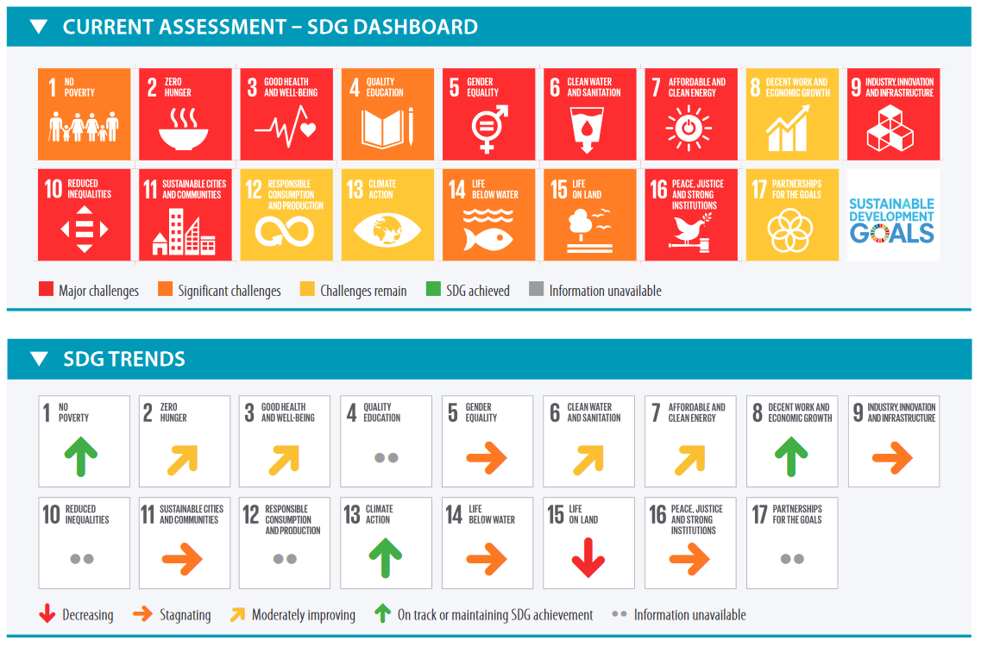 CURRENT ASSESSMENT – SDG DASHBOARD
1 NO
POVERTY
2 ZERO
HUNGER
3 GOOD HEALTH
AND WELL-BEING
4 QUALITY
EDUCATION
5 GENDER
EQUALITY
6 CLEAN WATER
AND SANITATION
7 AFFORDABLE AND
CLEAN ENERGY
8 DECENT WORK AND
ECONOMIC GROWTH
9 INDUSTRY, INNOVATION
AND INFRASTRUCTURE
10 REDUCED
INEQUALITIES
11 SUSTAINABLE CITIES
AND COMMUNITIES
12 RESPONSIBLE
CONSUMPTION
AND PRODUCTION
13 CLIMATE
ACTION
14 LIFE
BELOW WATER
15 LIFE
ON LAND
16 PEACE, JUSTICE
AND STRONG
INSTITUTIONS
17 PARTNERSHIPS
FOR THE GOALS
SUSTAINABLE
DEVELOPMENT
GOALS
Major challenges Significant challenges Challenges remain SDG achieved Information unavailable
SDG TRENDS
1 NO
POVERTY
2 ZERO
HUNGER
3 GOOD HEALTH
AND WELL-BEING
4 QUALITY
EDUCATION
5 GENDER
EQUALITY
6 CLEAN WATER
AND SANITATION
7 AFFORDABLE AND
CLEAN ENERGY
8 DECENT WORK AND
ECONOMIC GROWTH
9 INDUSTRY, INNOVATION
AND INFRASTRUCTURE
10 REDUCED
INEQUALITIES
11 SUSTAINABLE CITIES
AND COMMUNITIES
12 RESPONSIBLE
CONSUMPTION
AND PRODUCTION
13 CLIMATE
ACTION
14 LIFE
BELOW WATER
15 LIFE
ON LAND
16 PEACE, JUSTICE
AND STRONG
INSTITUTIONS
17 PARTNERSHIPS
FOR THE GOALS
Decreasing Stagnating Moderately improving On track or maintaining SDG achievement Information unavailable